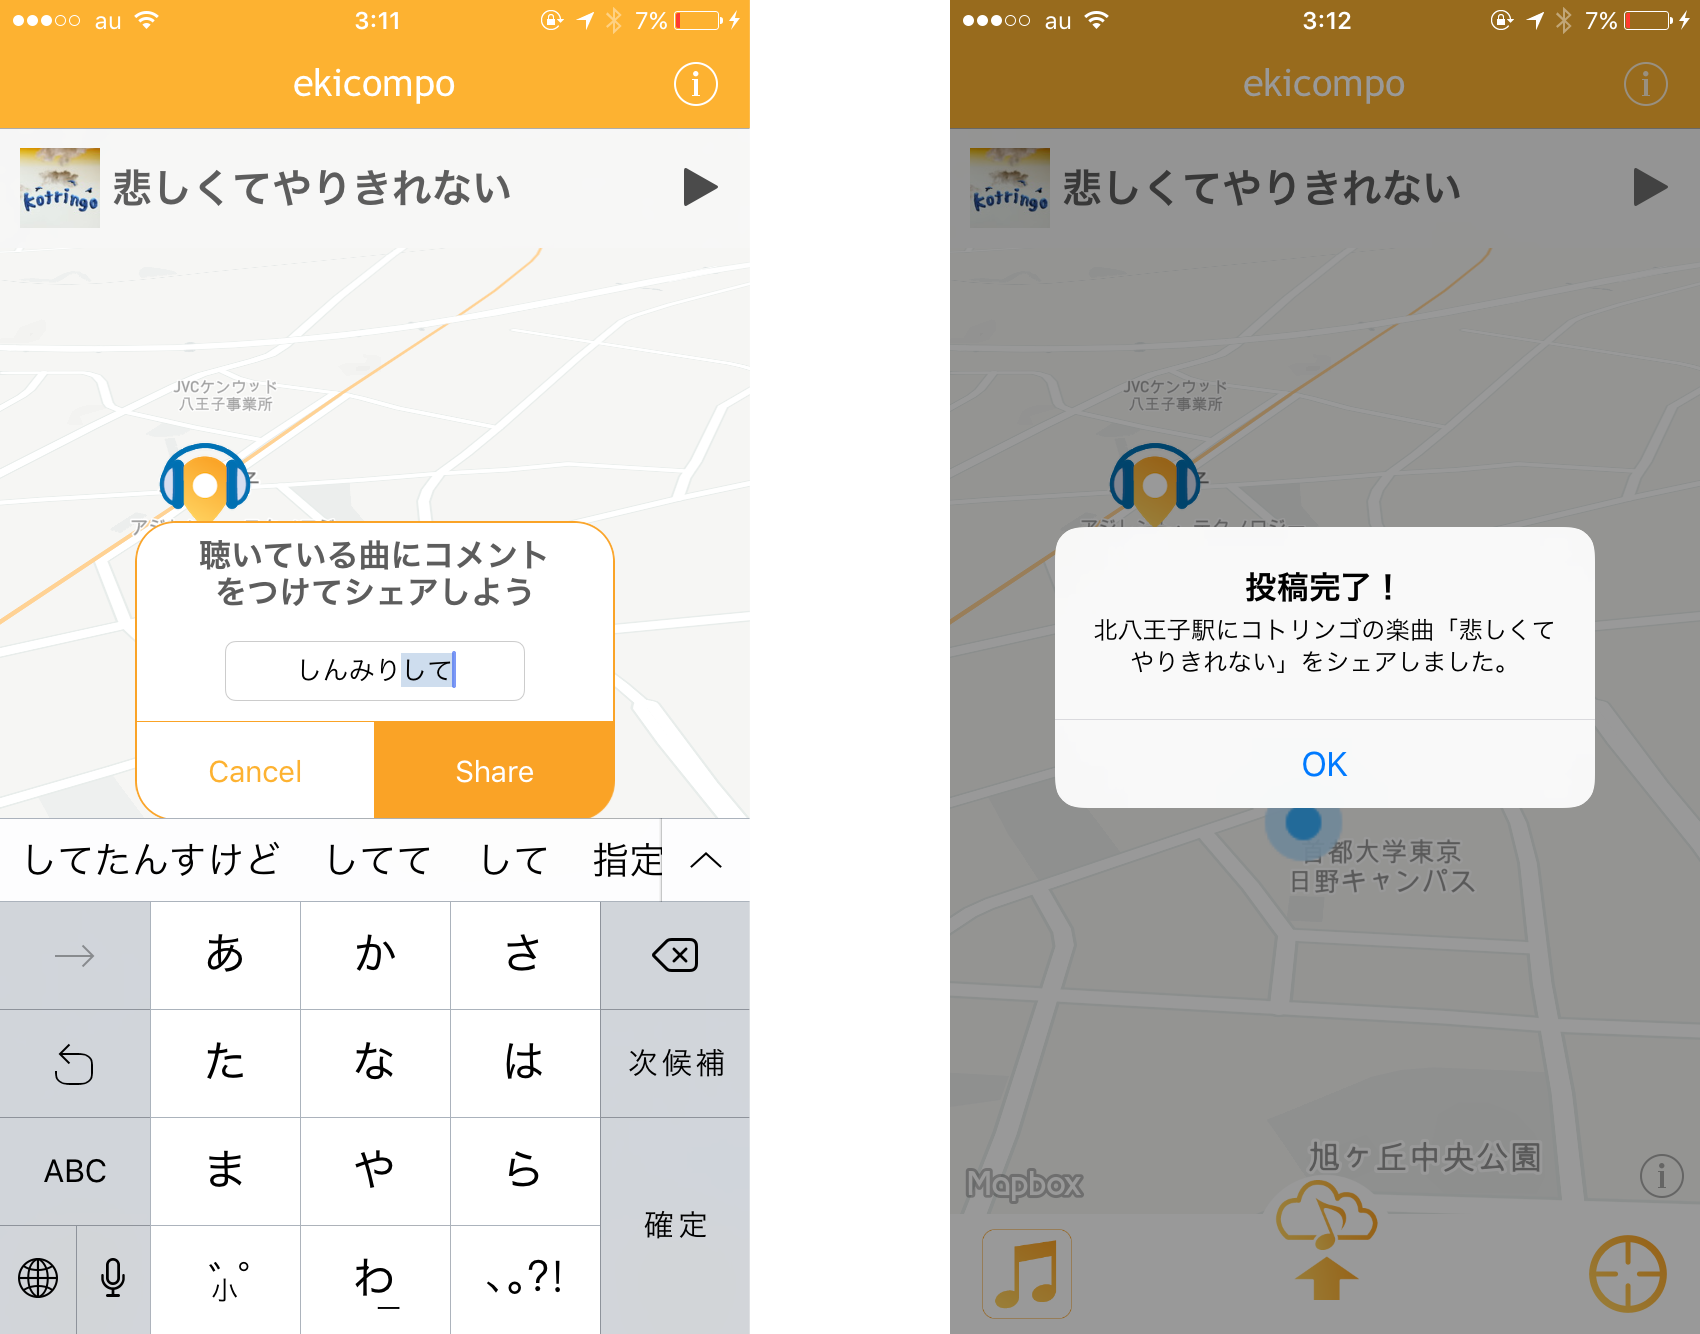 au
3:11
7%
ekicompo
kotringo
悲しくてやりきれない
JVCケンウッド
八王子事業所
子
聴いている曲にコメント
をつけてシェアしよう
しんみりして
Cancel
Share
してたんすけど
してて
して
指定
あ
か
さ
た
な
は
次候補
ABC
ま
や
ら
確定
小
わ
､｡?!
au
3:12
7%
ekicompo
kotringo
悲しくてやりきれない
JVCケンウッド
八王子事業所
子
投稿完了！
北八王子駅にコトリンゴの楽曲「悲しくて
やりきれない」をシェアしました。
OK
首都大学東京
日野キャンパス
旭ヶ丘中央公園
Mapbox